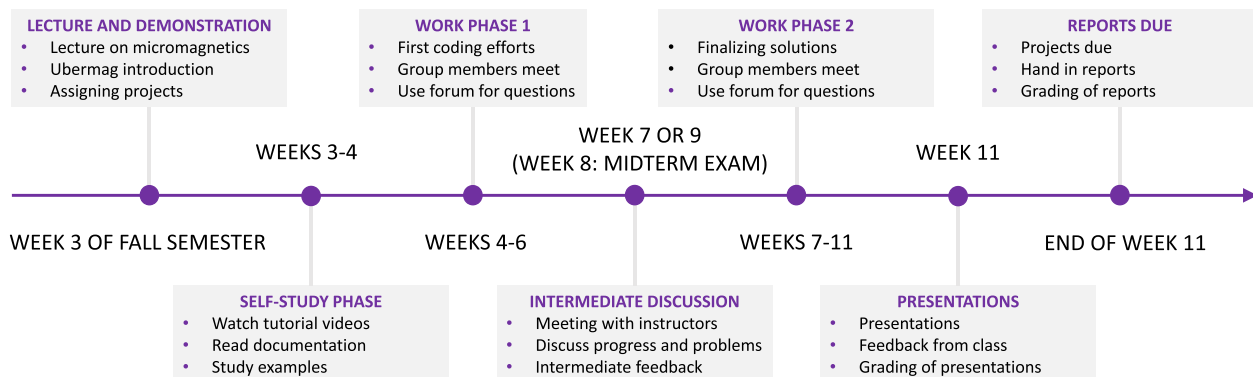 LECTURE AND DEMONSTRATION
• Lecture on micromagnetics
• Ubermag introduction
• Assigning projects
WORK PHASE 1
• First coding efforts
• Group members meet
• Use forum for questions
WORK PHASE 2
• Finalizing solutions
• Group members meet
• Use forum for questions
REPORTS DUE
• Projects due
• Hand in reports
• Grading of reports
WEEKS 3-4
WEEK 7 OR 9
(WEEK 8: MIDTERM EXAM)
WEEK 11
WEEK 3 OF FALL SEMESTER
WEEKS 4-6
WEEKS 7-11
END OF WEEK 11
SELF-STUDY PHASE
• Watch tutorial videos
• Read documentation
• Study examples
INTERMEDIATE DISCUSSION
• Meeting with instructors
• Discuss progress and problems
• Intermediate feedback
PRESENTATIONS
• Presentations
• Feedback from class
• Grading of presentations